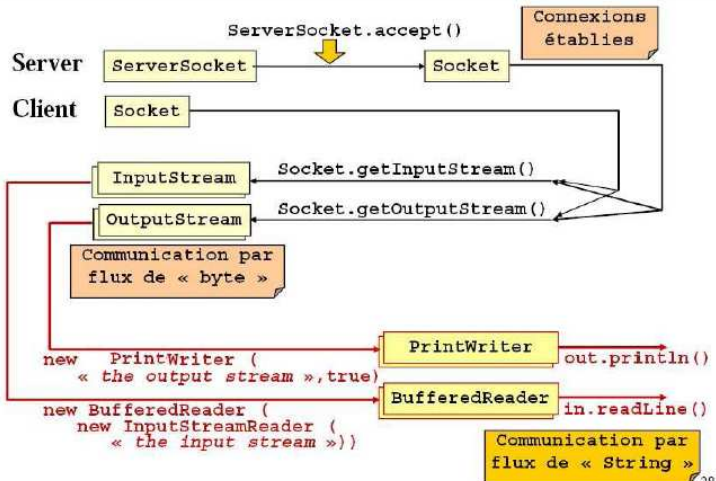 ServerSocket.accept()
Connexions
établies
Server
ServerSocket
Socket
Client
Socket
InputStream
Socket.getInputStream()
OutputStream
Socket.getOutputStream()
Communication par
flux de « byte »
new PrintWriter (
« the output stream »,true)
PrintWriter
out.println()
new BufferedReader (
new InputStreamReader (
« the input stream »))
BufferedReader
in.readLine()
Communication par
flux de « String »
28